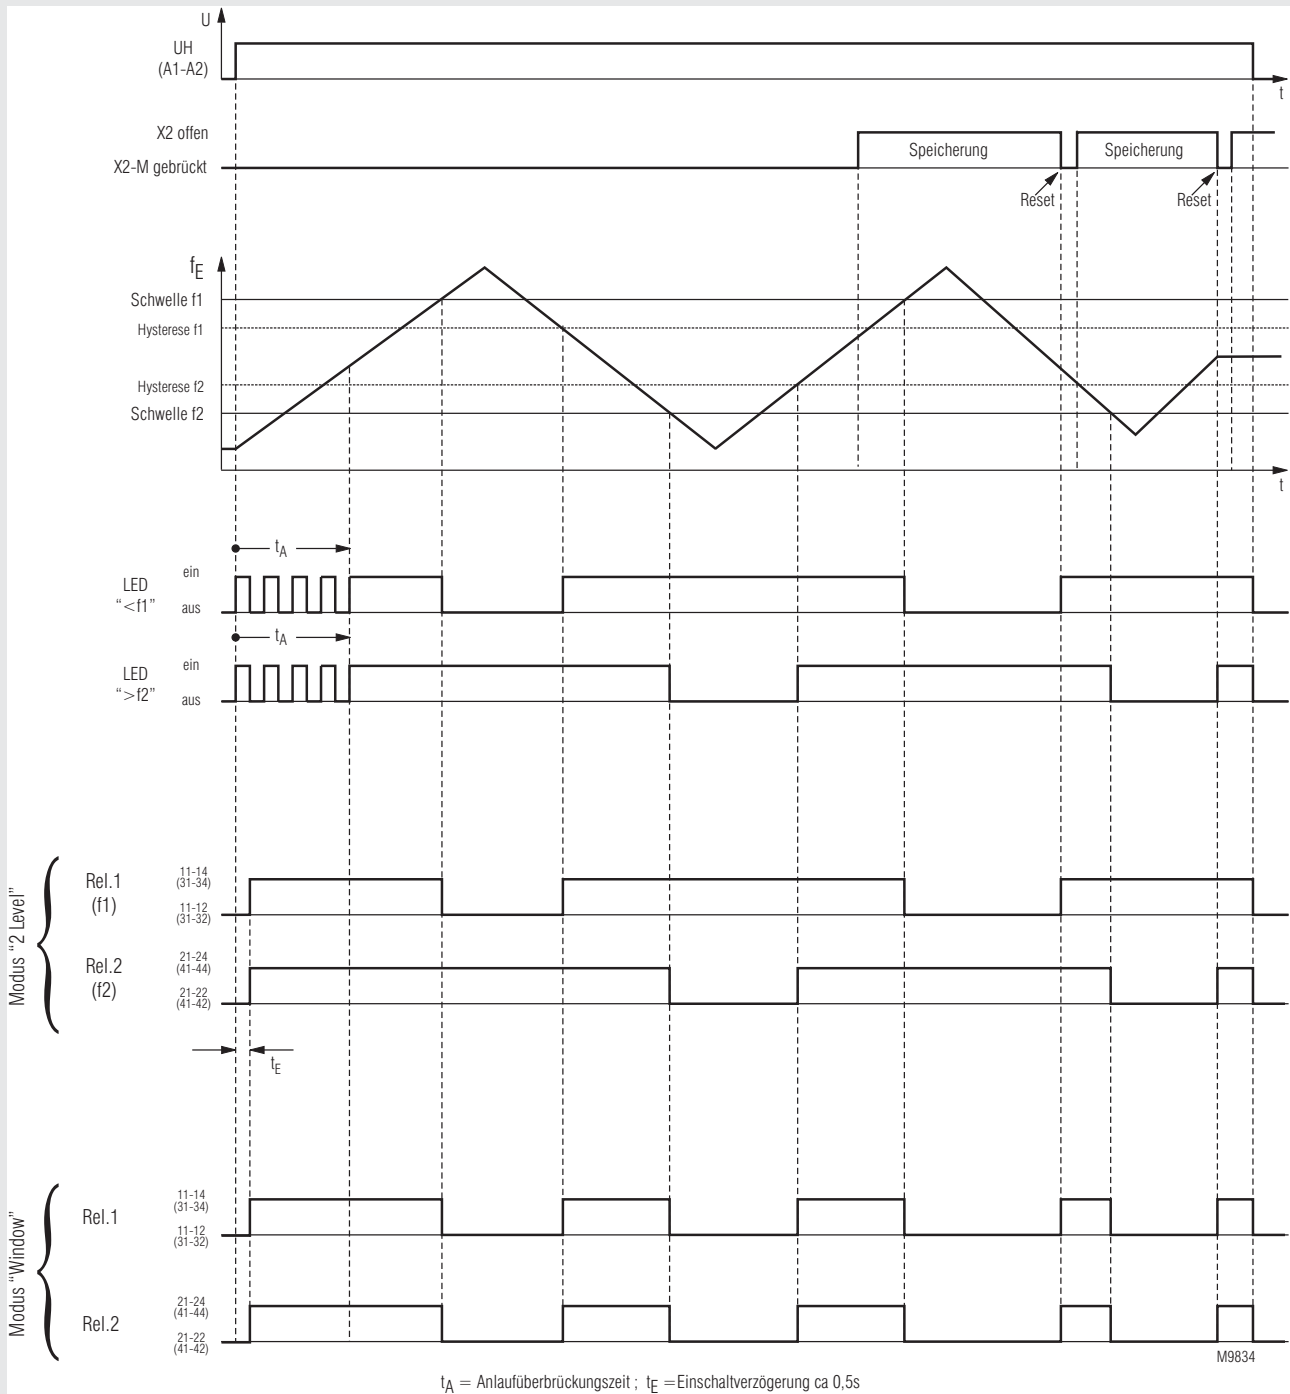 U
UH
(A1-A2)
t
X2 offen
X2-M gebrückt
Speicherung
Speicherung
Reset
Reset
fE
Schwelle f1
Hysterese f1
Hysterese f2
Schwelle f2
t
tA
LED
“<f1”
ein
aus
tA
LED
“>f2”
ein
aus
Modus “2 Level”
Rel.1
(f1)
11-14
(31-34)
11-12
(31-32)
Rel.2
(f2)
21-24
(41-44)
21-22
(41-42)
tE
Modus “Window”
Rel.1
11-14
(31-34)
11-12
(31-32)
Rel.2
21-24
(41-44)
21-22
(41-42)
M9834
tA = Anlaufüberbrückungszeit ; tE =Einschaltverzögerung ca 0,5s